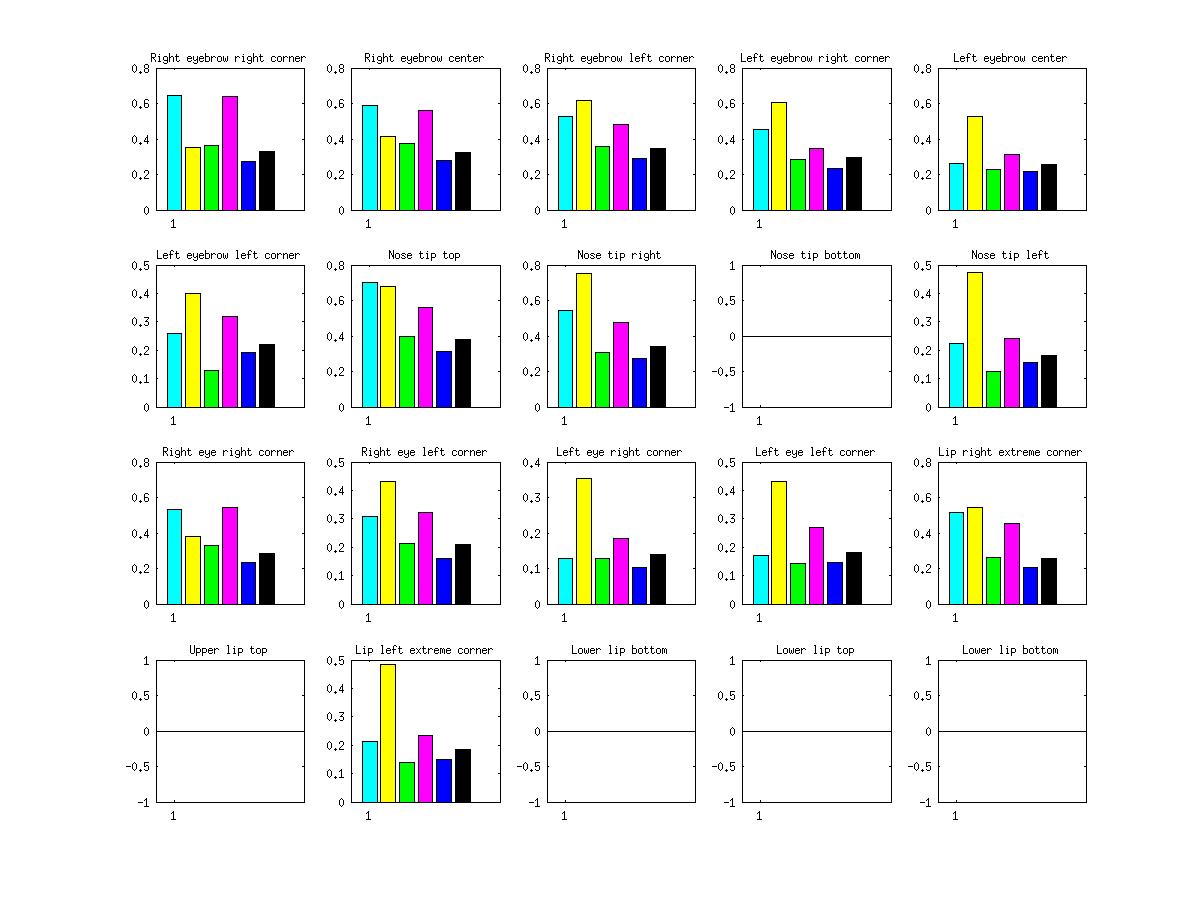 Right eyebrow right corner Right eyebrow center Right eyebrow left corner Left eyebrow right corner Left eyebrow center
0.8 0.8 0.8 0.8 0.8
0.6 0.6 0.6 0.6 0.6
0.4 0.4 0.4 0.4 0.4
0.2 0.2 0.2 0.2 0.2
0 0 0 0 0
1 1 1 1 1
Left eyebrow left corner Nose tip top Nose tip right Nose tip bottom Nose tip left
0.5 0.8 0.8 1 0.5
0.4 0.6 0.6 0.5 0.4
0.3 0.4 0.4 0 0.3
0.2 0.2 0.2 -0.5 0.2
0.1 0.1
0 0 0 -1 0
1 1 1 1 1
Right eye right corner Right eye left corner Left eye right corner Left eye left corner Lip right extreme corner
0.8 0.5 0.4 0.5 0.8
0.6 0.4 0.3 0.4 0.6
0.4 0.3 0.2 0.3 0.4
0.2 0.2 0.1 0.2 0.2
0.1 0.1
0 0 0 0 0
1 1 1 1 1
Upper lip top Lip left extreme corner Lower lip bottom Lower lip top Lower lip bottom
1 0.5 1 1 1
0.5 0.4 0.5 0.5 0.5
0 0.3 0 0 0
-0.5 0.2 -0.5 -0.5 -0.5
0.1
-1 0 -1 -1 -1
1 1 1 1 1